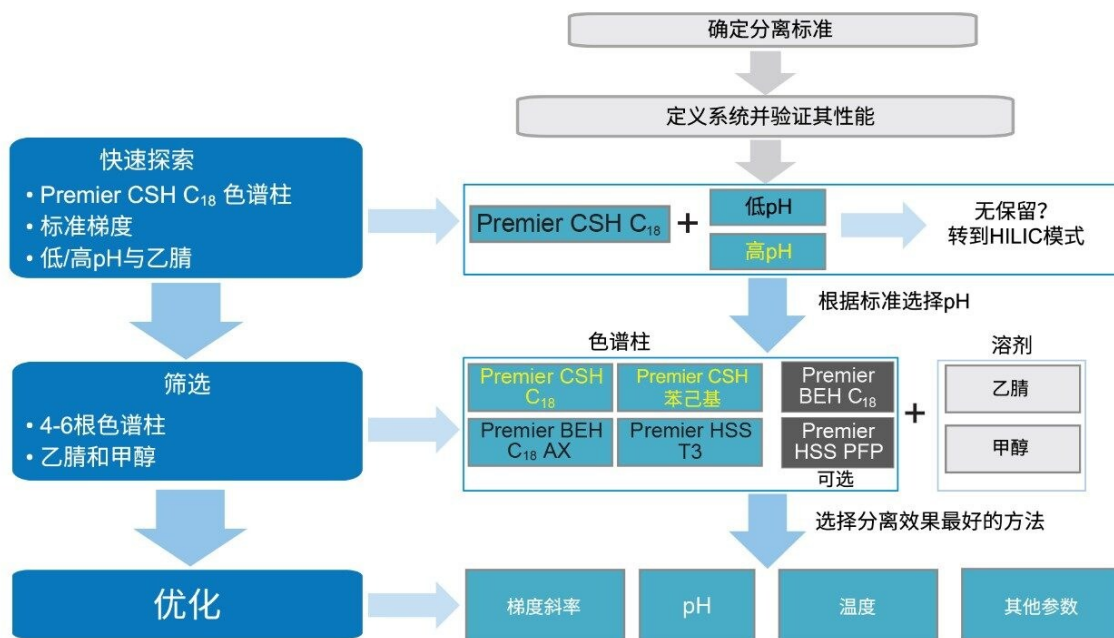 确定分离标准
定义系统并验证其性能
快速探索
• Premier CSH C₁₈ 色谱柱
• 标准梯度
• 低/高pH与乙腈
Premier CSH C₁₈
+
低pH
高pH
无保留?
转到HILIC模式
根据标准选择pH
筛选
• 4-6根色谱柱
• 乙腈和甲醇
色谱柱
Premier CSH
C₁₈
Premier CSH
苯己基
Premier BEH
C₁₈ AX
Premier HSS
T3
Premier
BEH C₁₈
Premier
HSS PFP
可选
+
溶剂
乙腈
甲醇
选择分离效果最好的方法
优化
梯度斜率
pH
温度
其他参数